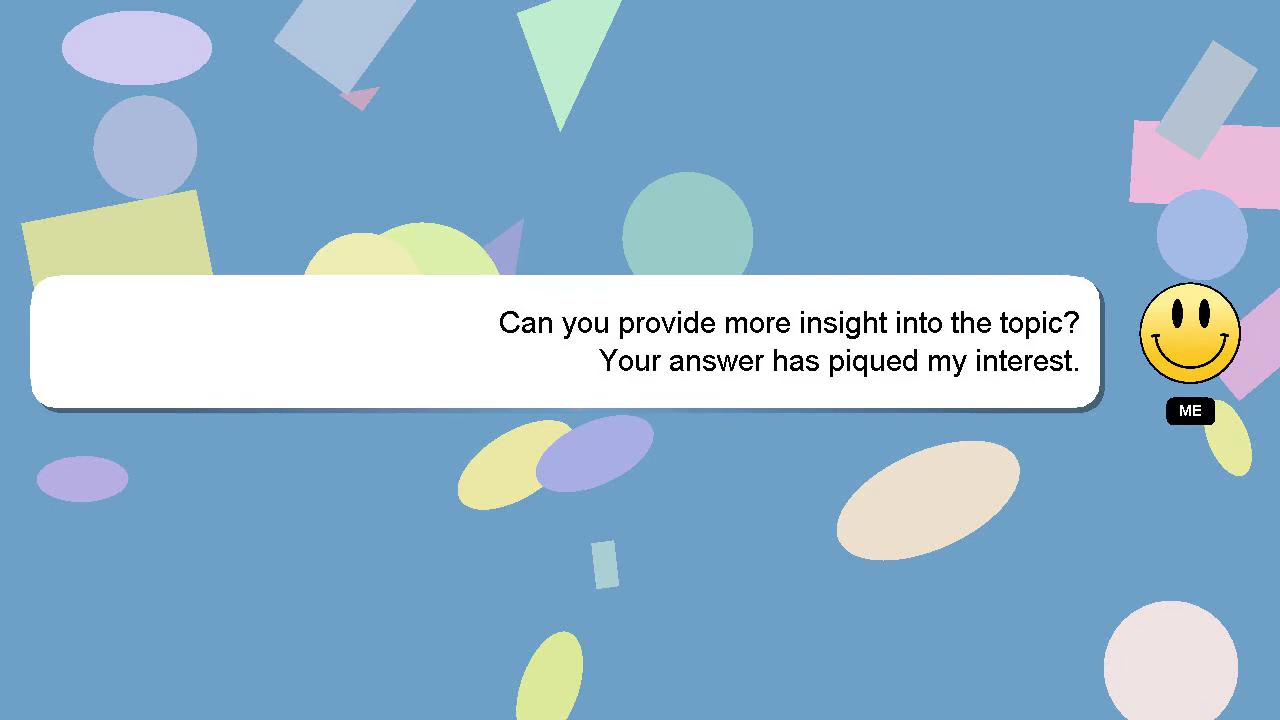 Can you provide more insight into the topic?
Your answer has piqued my interest.
ME